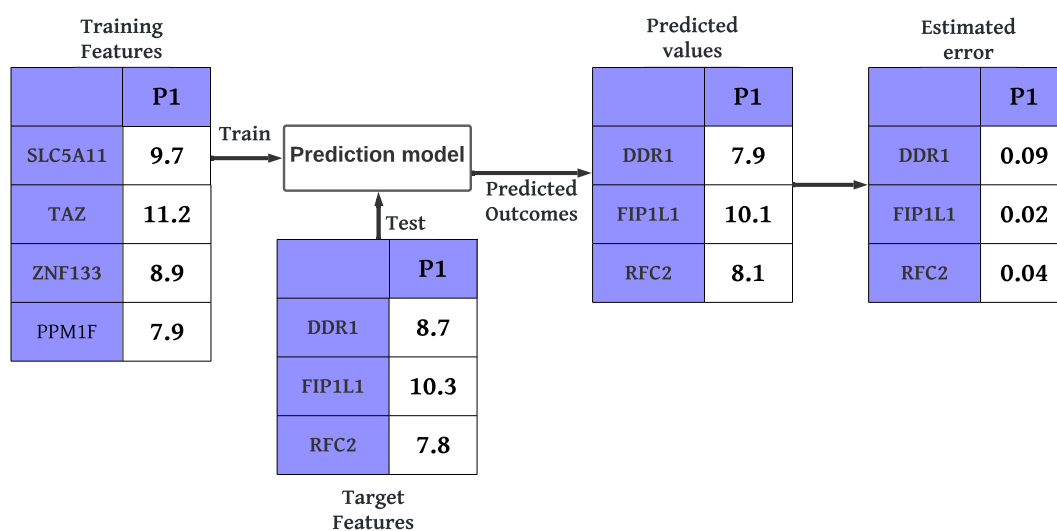 Training
Features
P1
SLC5A11 9.7
TAZ 11.2
ZNF133 8.9
PPM1F 7.9
Train
Prediction model
Test
P1
DDR1 8.7
FIP1L1 10.3
RFC2 7.8
Target
Features
Predicted
Outcomes
Predicted
values
P1
DDR1 7.9
FIP1L1 10.1
RFC2 8.1
Estimated
error
P1
DDR1 0.09
FIP1L1 0.02
RFC2 0.04